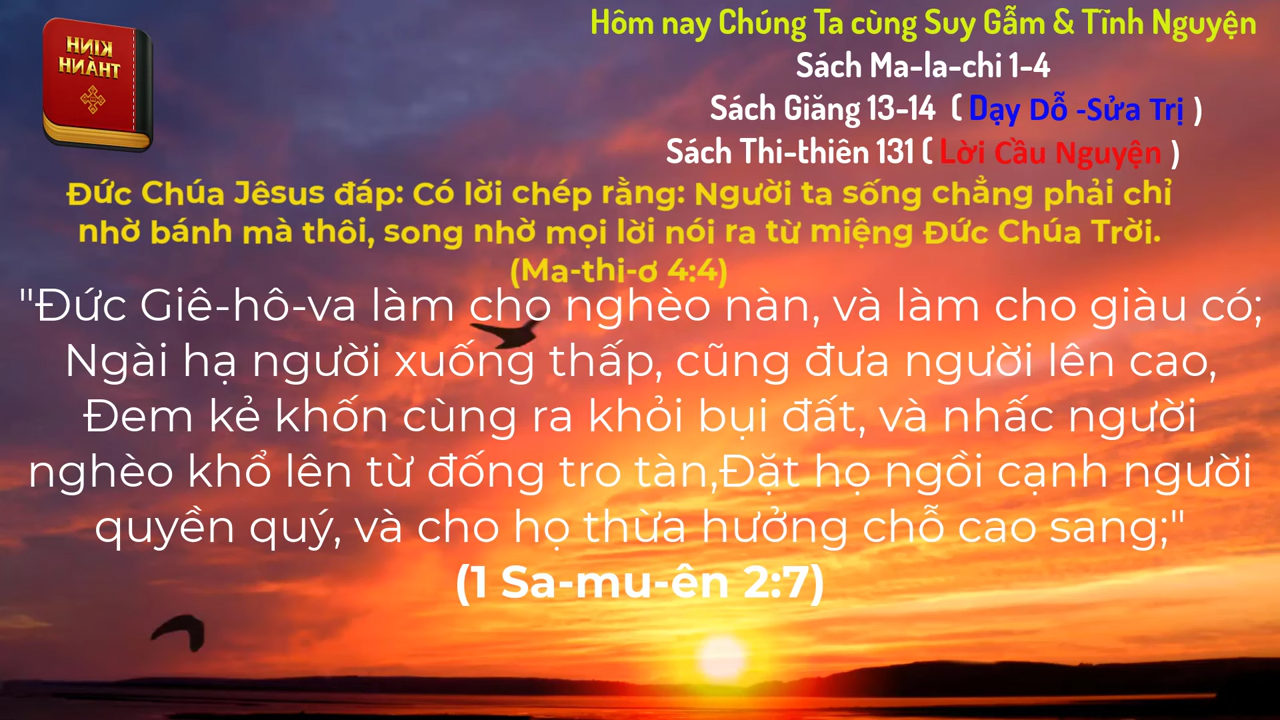 KINH
THÁNH
Hôm nay Chúng Ta cùng Suy Gẫm & Tĩnh Nguyện
Sách Ma-la-chi 1-4
Sách Giăng 13-14 ( Dạy Dỗ -Sửa Trị )
Sách Thi-thiên 131 ( Lời Cầu Nguyện )
Đức Chúa Jêsus đáp: Có lời chép rằng: Người ta sống chẳng phải chỉ
nhờ bánh mà thôi, song nhờ mọi lời nói ra từ miệng Đức Chúa Trời.
(Ma-thi-ơ 4:4)
"Đức Giê-hô-va làm cho nghèo nàn, và làm cho giàu có;
Ngài hạ người xuống thấp, cũng đưa người lên cao,
Đem kẻ khốn cùng ra khỏi bụi đất, và nhấc người
nghèo khổ lên từ đống tro tàn,Đặt họ ngồi cạnh người
quyền quý, và cho họ thừa hưởng chỗ cao sang;"
(1 Sa-mu-ên 2:7)